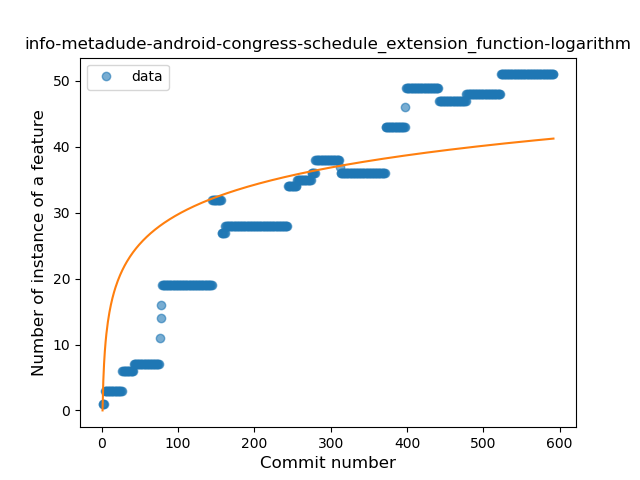 info-metadude-android-congress-schedule_extension_function-logarithm
data
Number of instance of a feature
50
40
30
20
10
0
0 100 200 300 400 500 600
Commit number